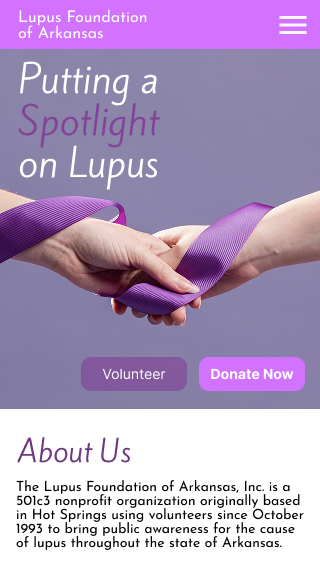 Lupus Foundation
of Arkansas
Putting a
Spotlight
on Lupus
Volunteer
Donate Now
About Us
The Lupus Foundation of Arkansas, Inc. is a
501c3 nonprofit organization originally based
in Hot Springs using volunteers since October
1993 to bring public awareness for the cause
of lupus throughout the state of Arkansas.